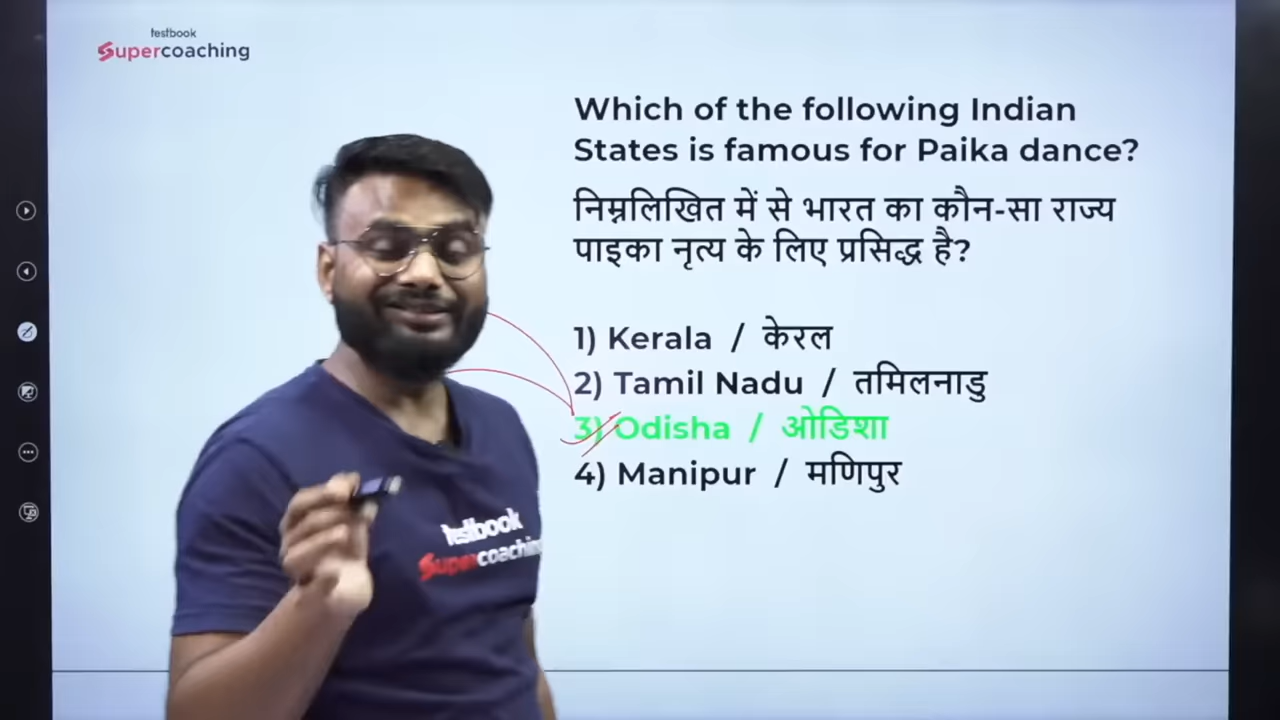 testbook
Supercoaching
Which of the following Indian
States is famous for Paika dance?
निम्नलिखित में से भारत का कौन-सा राज्य
पाइका नृत्य के लिए प्रसिद्ध है?
1) Kerala / केरल
2) Tamil Nadu / तमिलनाडु
3) Odisha / ओडिशा
4) Manipur / मणिपुर
testbook
Supercoaching